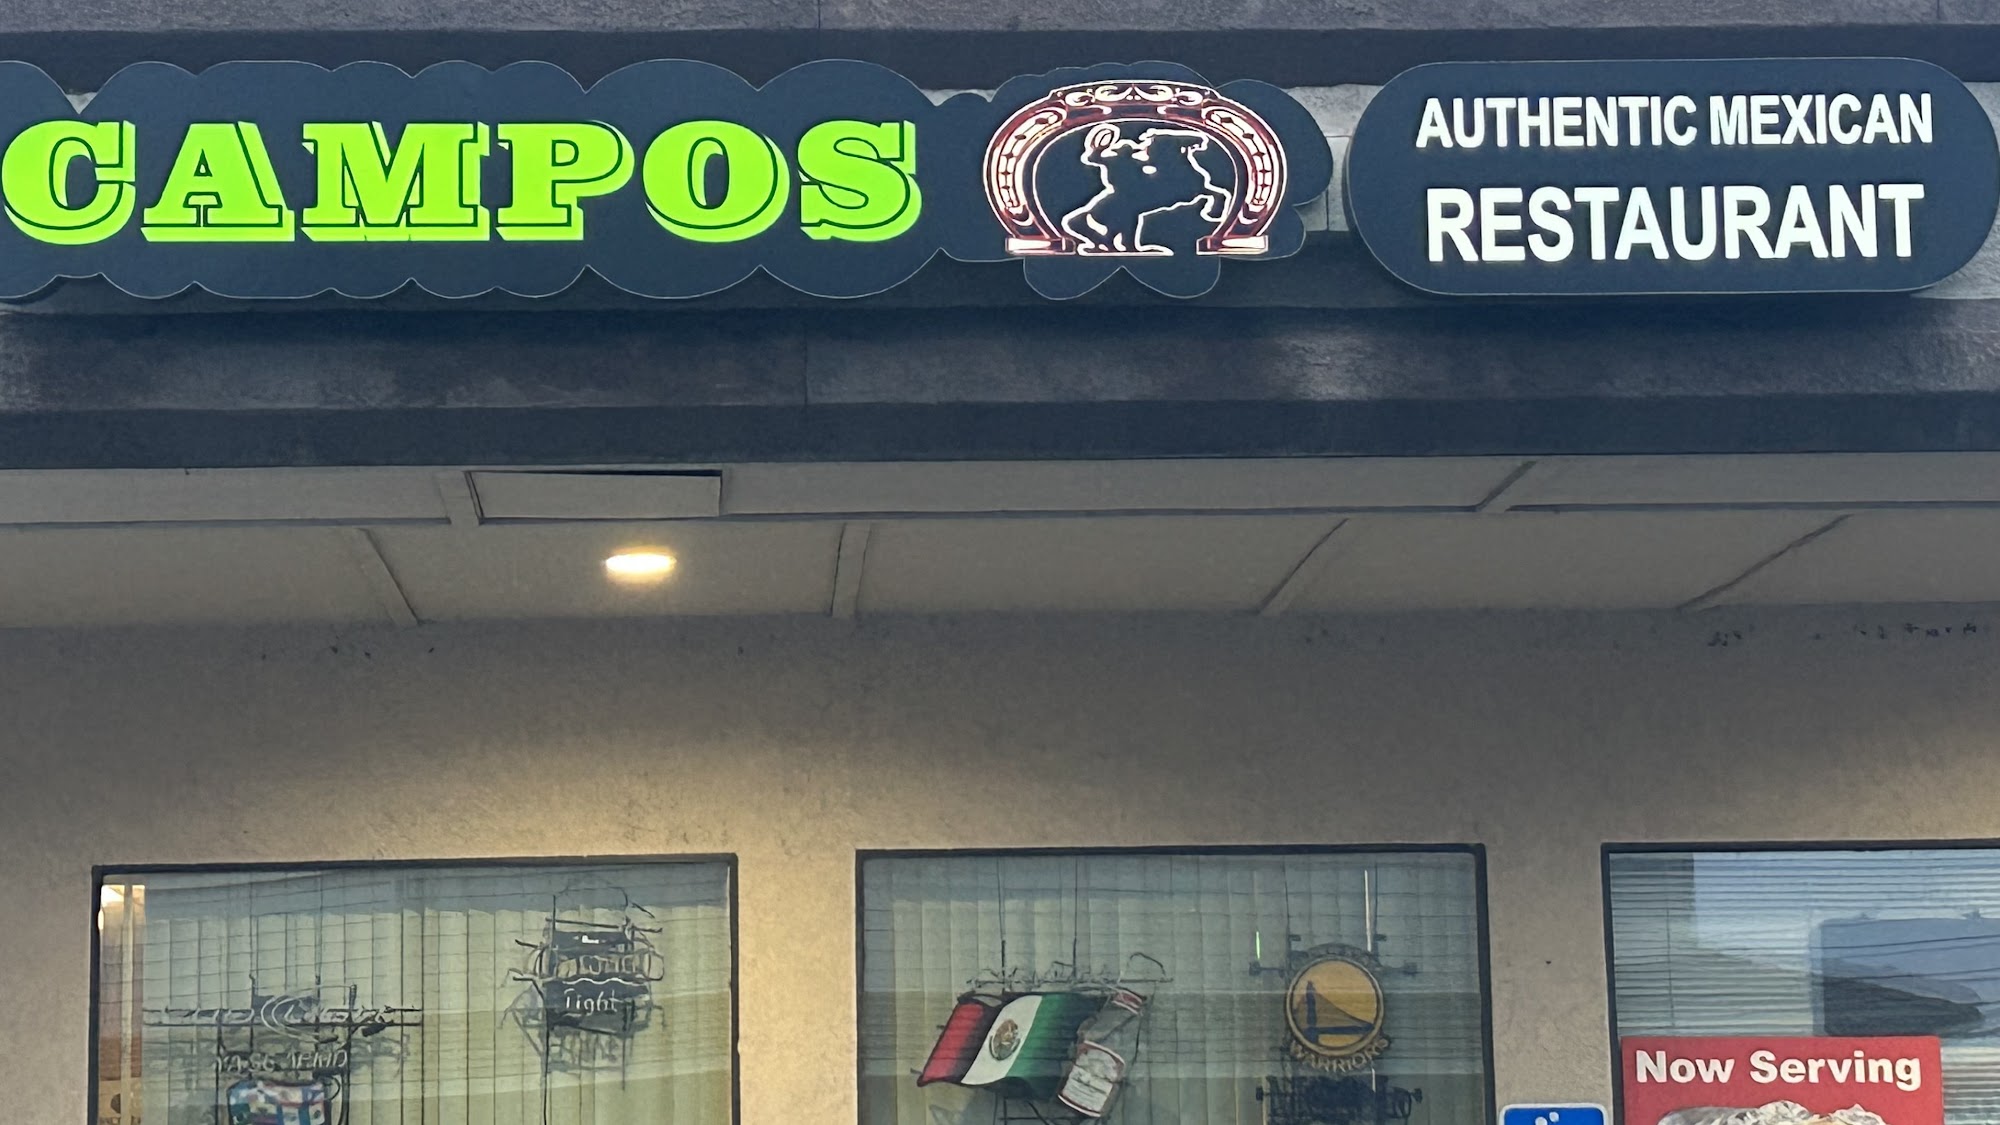 CAMPOS
AUTHENTIC MEXICAN
RESTAURANT
Light
WARRIORS
Now Serving